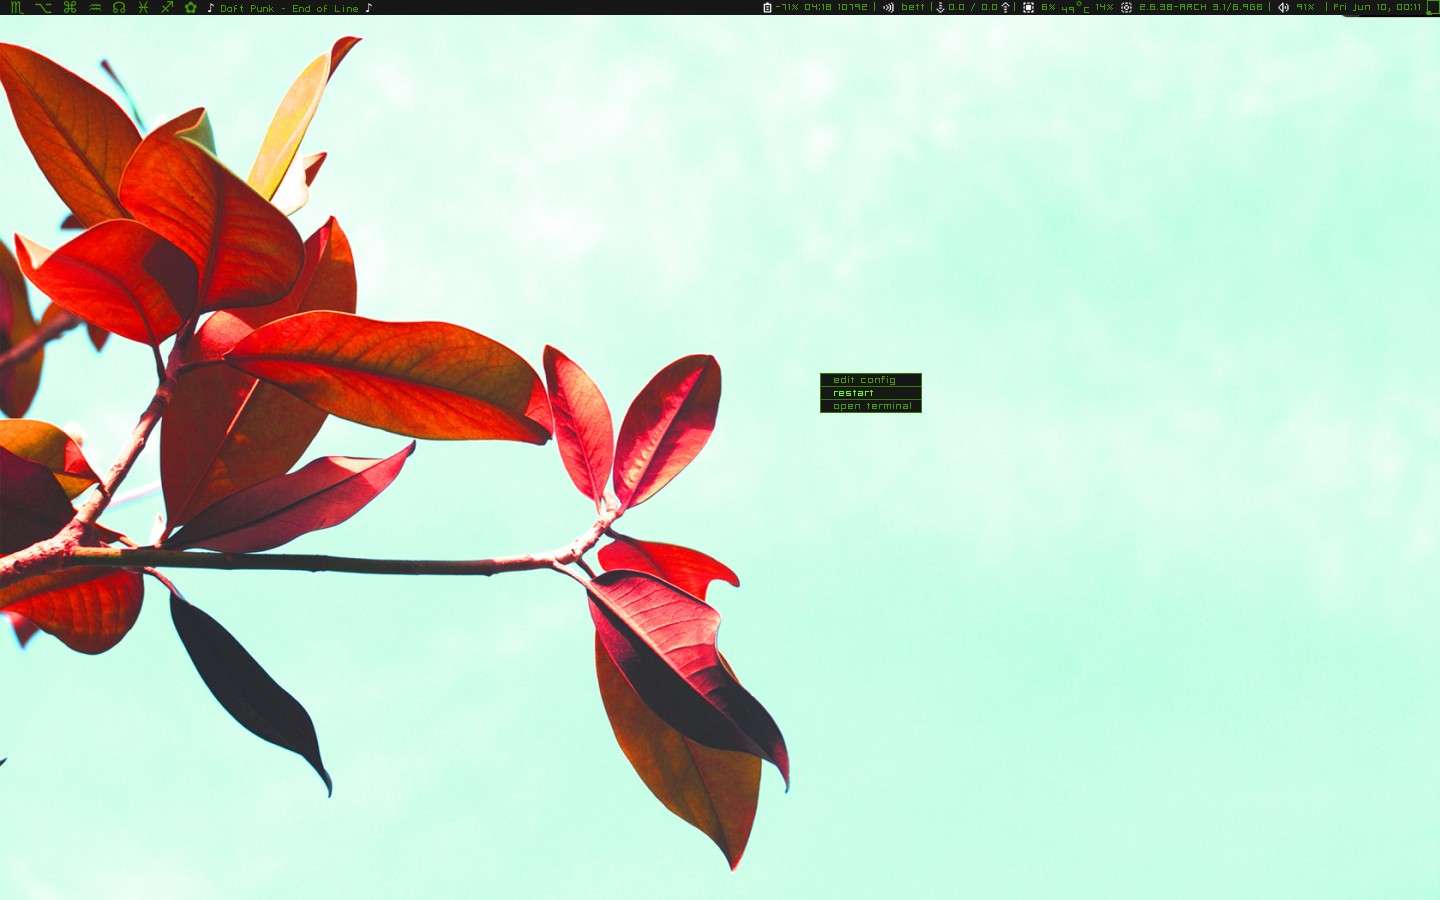 ♏ ⌥ ⌘ ♒ ☊ ♓ ♐ ✿ ♪ Daft Punk - End of Line ♪ -71% 04:18 10792 | bett | 0.0 / 0.0 | 6% 49°C 14% 2.6.38-ARCH 3.1/6.9GB | 91% | Fri Jun 10, 00:11
edit config
restart
open terminal